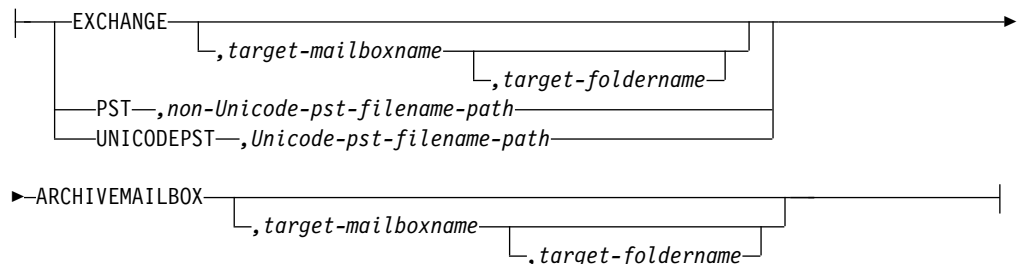 EXCHANGE
,target-mailboxname
,target-foldername
PST ,non-Unicode-pst-filename-path
UNICODEPST ,Unicode-pst-filename-path
ARCHIVEMAILBOX
,target-mailboxname
,target-foldername